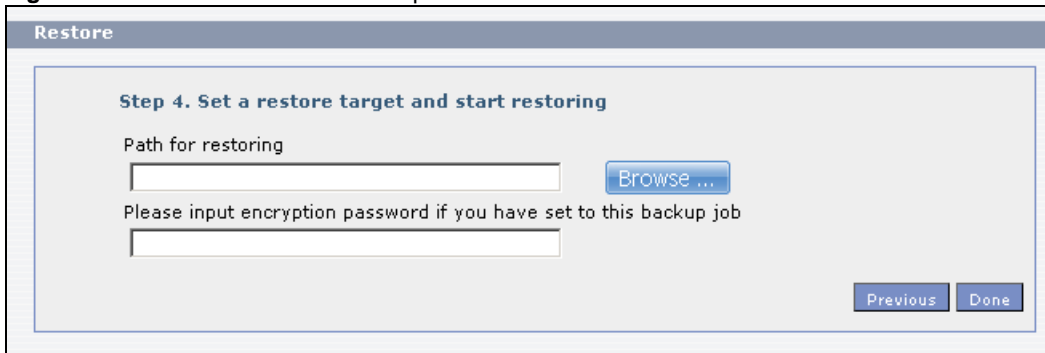 Restore
Step 4. Set a restore target and start restoring
Path for restoring
Browse ...
Please input encryption password if you have set to this backup job
Previous Done